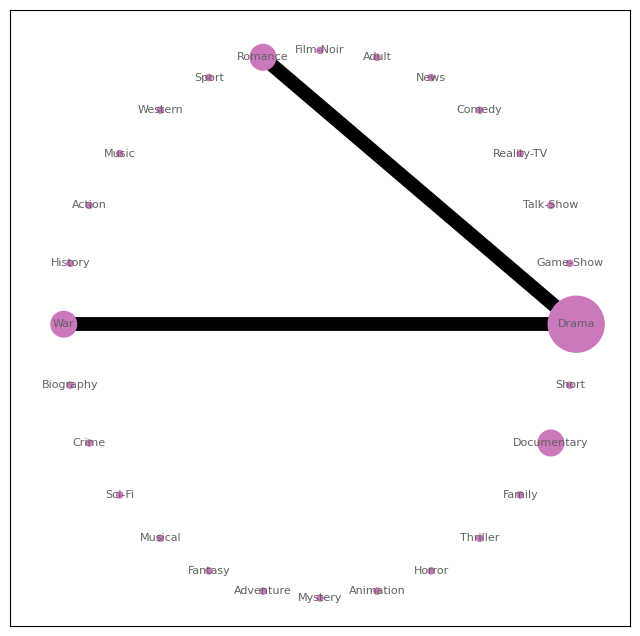 Film-Noir
Romance
Adult
Sport
News
Western
Comedy
Music
Reality-TV
Action
Talk-Show
History
Game-Show
War
Drama
Biography
Short
Crime
Documentary
Sci-Fi
Family
Musical
Thriller
Fantasy
Horror
Adventure
Animation
Mystery